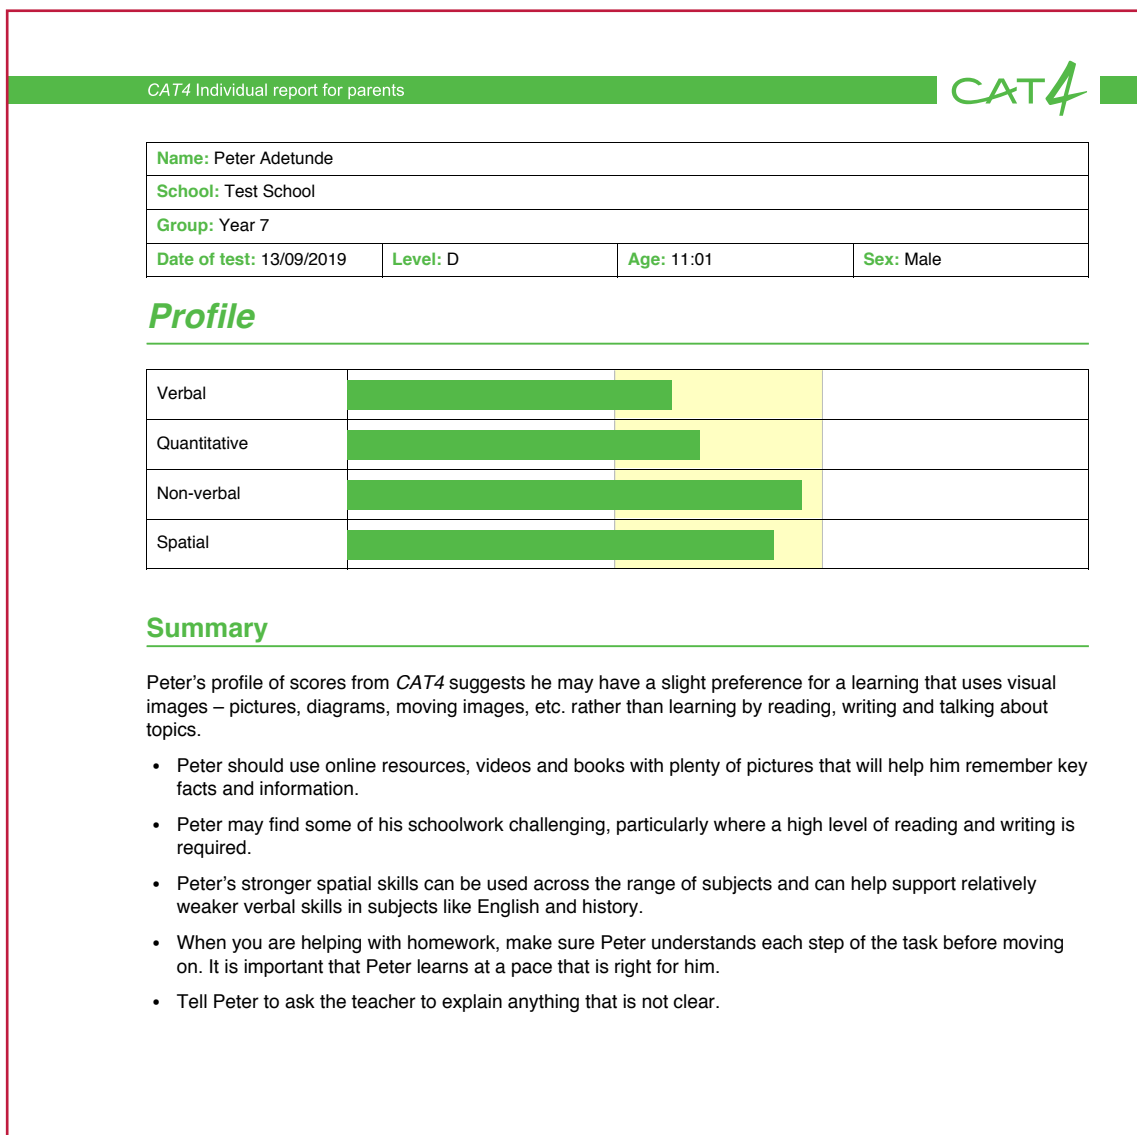 CAT4 Individual report for parents
CAT4
Name: Peter Adetunde
School: Test School
Group: Year 7
Date of test: 13/09/2019 Level: D Age: 11:01 Sex: Male
Profile
Verbal
Quantitative
Non-verbal
Spatial
Summary
Peter’s profile of scores from CAT4 suggests he may have a slight preference for a learning that uses visual
images – pictures, diagrams, moving images, etc. rather than learning by reading, writing and talking about
topics.
• Peter should use online resources, videos and books with plenty of pictures that will help him remember key
facts and information.
• Peter may find some of his schoolwork challenging, particularly where a high level of reading and writing is
required.
• Peter’s stronger spatial skills can be used across the range of subjects and can help support relatively
weaker verbal skills in subjects like English and history.
• When you are helping with homework, make sure Peter understands each step of the task before moving
on. It is important that Peter learns at a pace that is right for him.
• Tell Peter to ask the teacher to explain anything that is not clear.